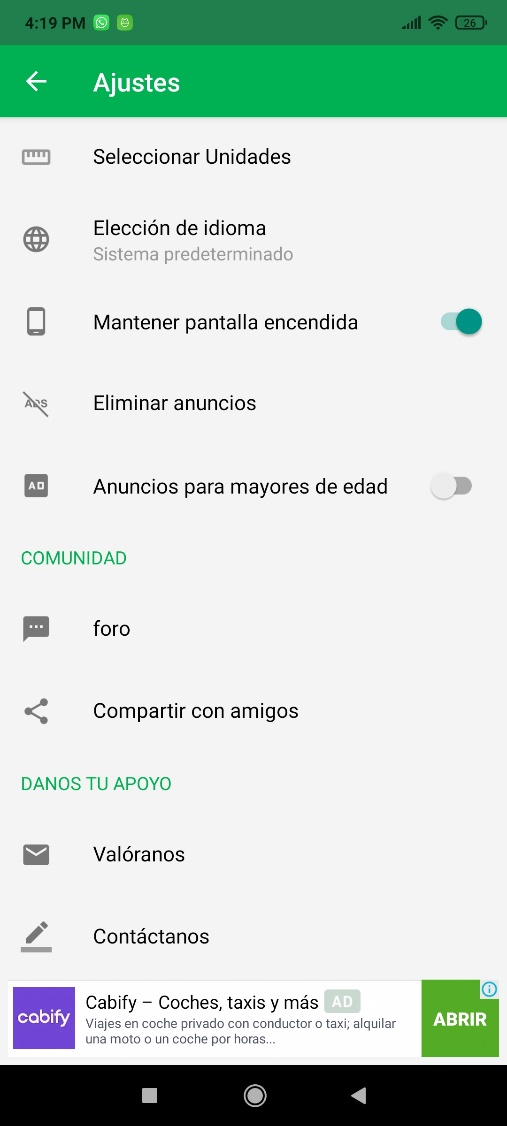 4:19 PM
26
Ajustes
Seleccionar Unidades
Elección de idioma
Sistema predeterminado
Mantener pantalla encendida
ADS
Eliminar anuncios
AD
Anuncios para mayores de edad
COMUNIDAD
foro
Compartir con amigos
DANOS TU APOYO
Valóranos
Contáctanos
cabify
Cabify – Coches, taxis y más AD
Viajes en coche privado con conductor o taxi; alquilar
una moto o un coche por horas...
ABRIR